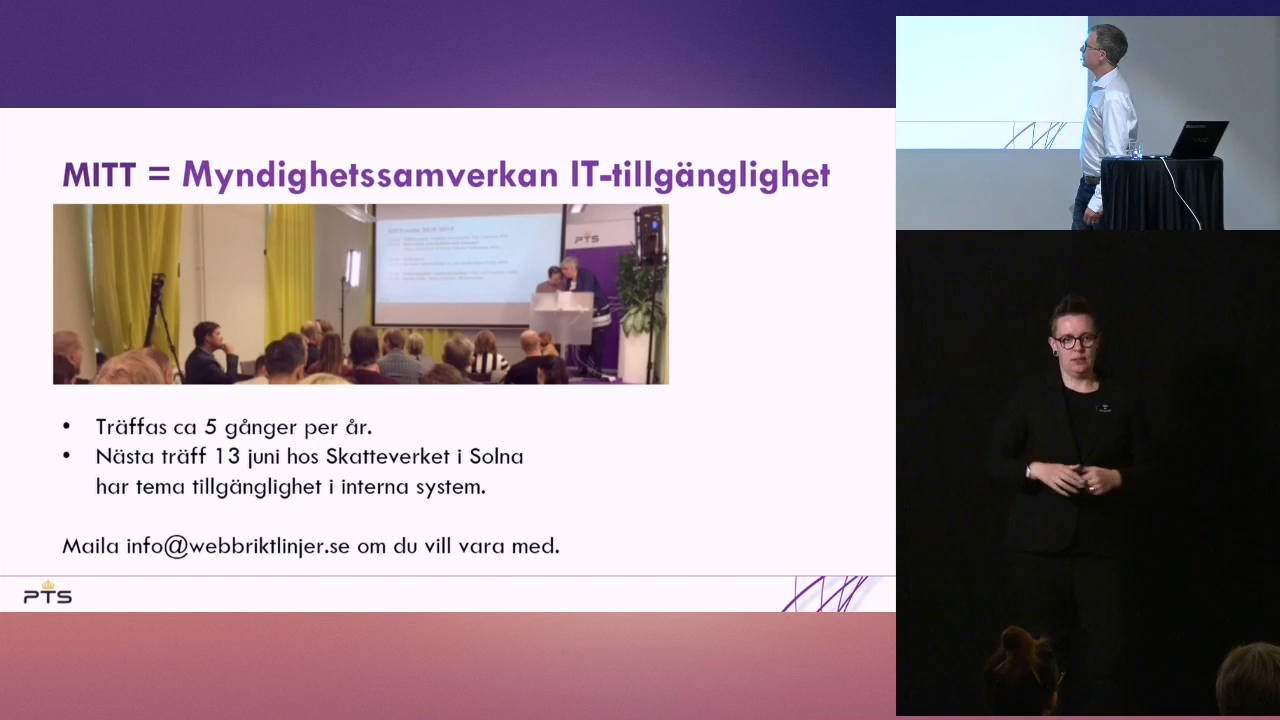 MITT = Myndighetssamverkan IT-tillgänglighet
PTS
• Träffas ca 5 gånger per år.
• Nästa träff 13 juni hos Skatteverket i Solna
har tema tillgänglighet i interna system.
Maila info@webbriktlinjer.se om du vill vara med.
PTS